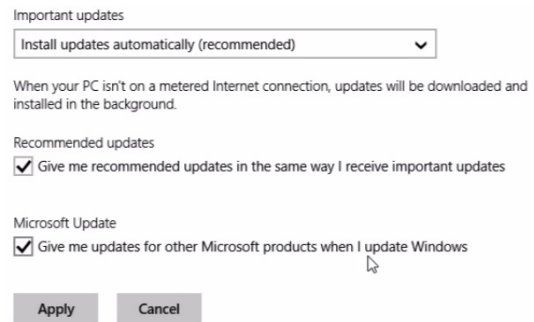 Important updates
Install updates automatically (recommended)
When your PC isn't on a metered Internet connection, updates will be downloaded and
installed in the background.
Recommended updates
Give me recommended updates in the same way I receive important updates
Microsoft Update
Give me updates for other Microsoft products when I update Windows
Apply Cancel